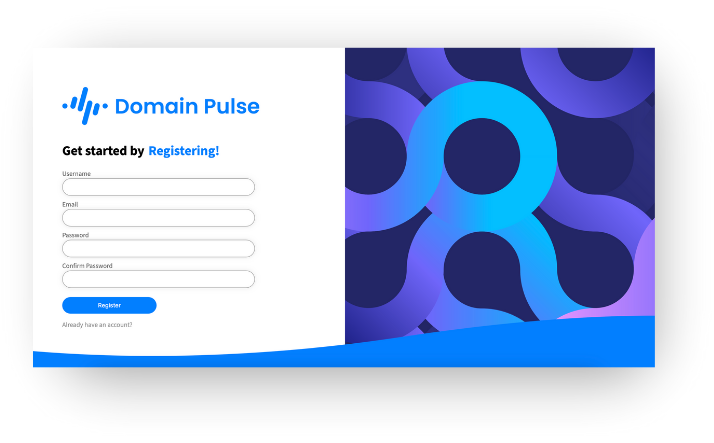 Domain Pulse
Get started by Registering!
Username
Email
Password
Confirm Password
Register
Already have an account?